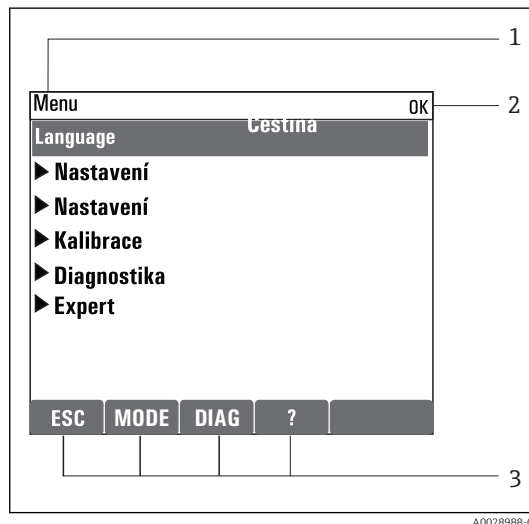 1
Menu OK 2
Language Čeština
▶ Nastavení
▶ Nastavení
▶ Kalibrace
▶ Diagnostika
▶ Expert
ESC MODE DIAG ?
3